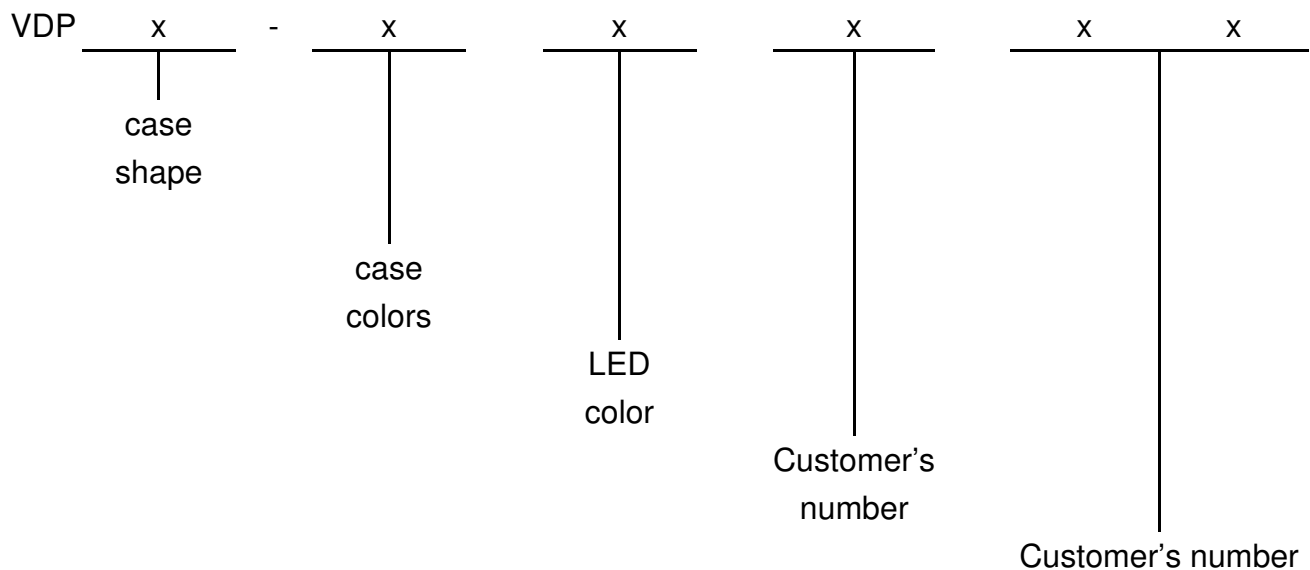 VDP x - x x x x x
case
shape
case
colors
LED
color
Customer's
number
Customer's number